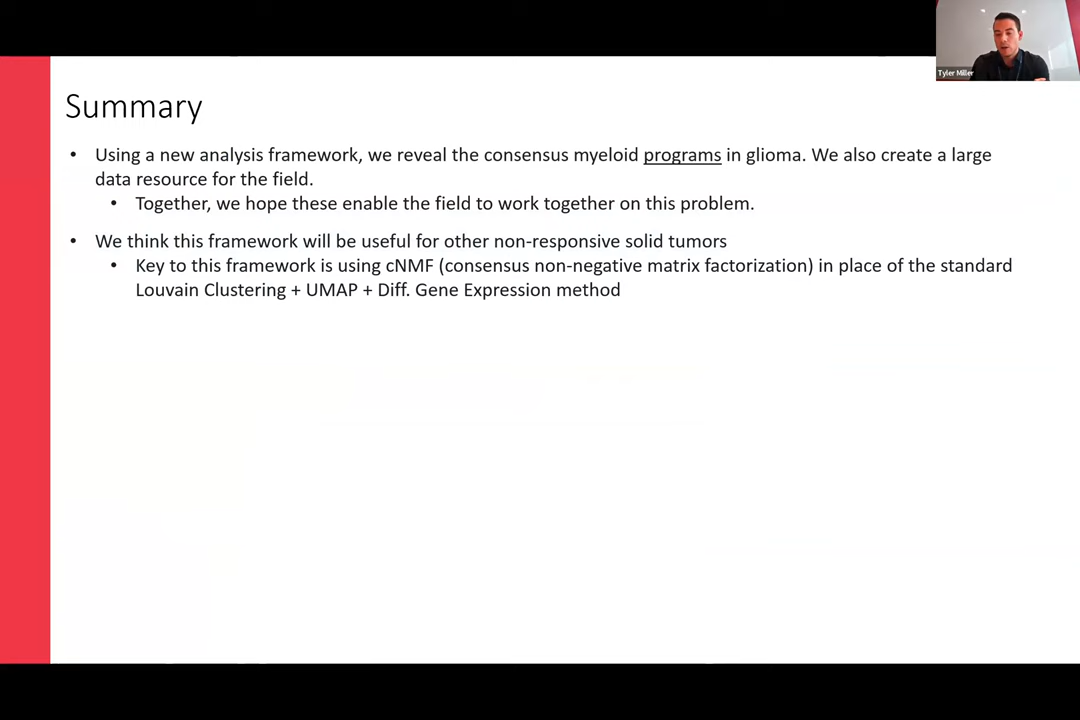 Tyler Miller
Summary
• Using a new analysis framework, we reveal the consensus myeloid programs in glioma. We also create a large
data resource for the field.
• Together, we hope these enable the field to work together on this problem.
• We think this framework will be useful for other non-responsive solid tumors
• Key to this framework is using cNMF (consensus non-negative matrix factorization) in place of the standard
Louvain Clustering + UMAP + Diff. Gene Expression method